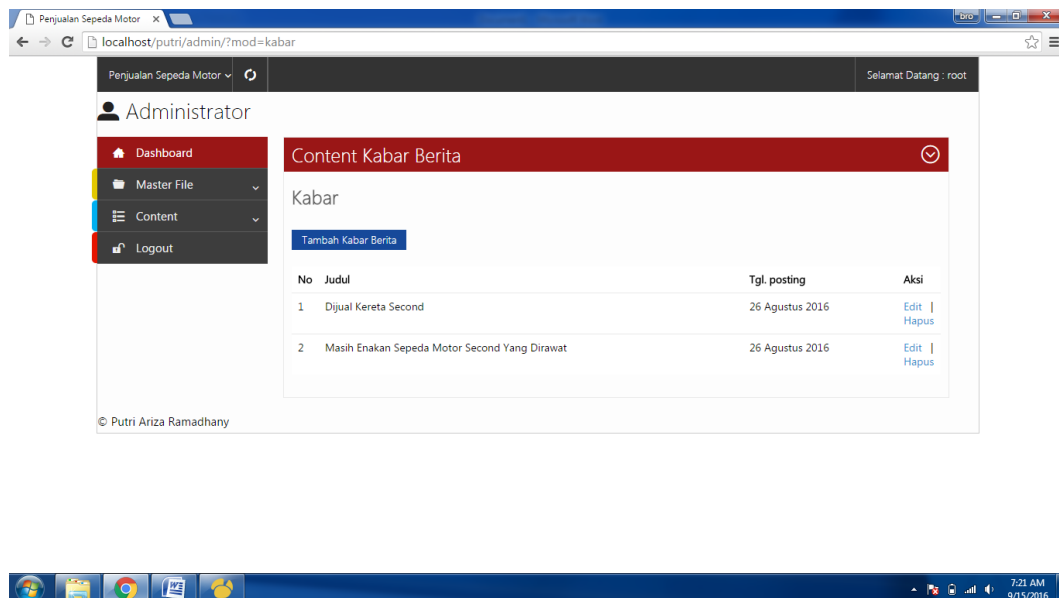 Penjualan Sepeda Motor
bro
localhost/putri/admin/?mod=kabar
Penjualan Sepeda Motor
Selamat Datang : root
Administrator
Dashboard
Master File
Content
Logout
Content Kabar Berita
Kabar
Tambah Kabar Berita
No Judul Tgl. posting Aksi
1 Dijual Kereta Second 26 Agustus 2016 Edit |
Hapus
2 Masih Enakan Sepeda Motor Second Yang Dirawat 26 Agustus 2016 Edit |
Hapus
© Putri Ariza Ramadhany
7:21 AM
9/15/2016